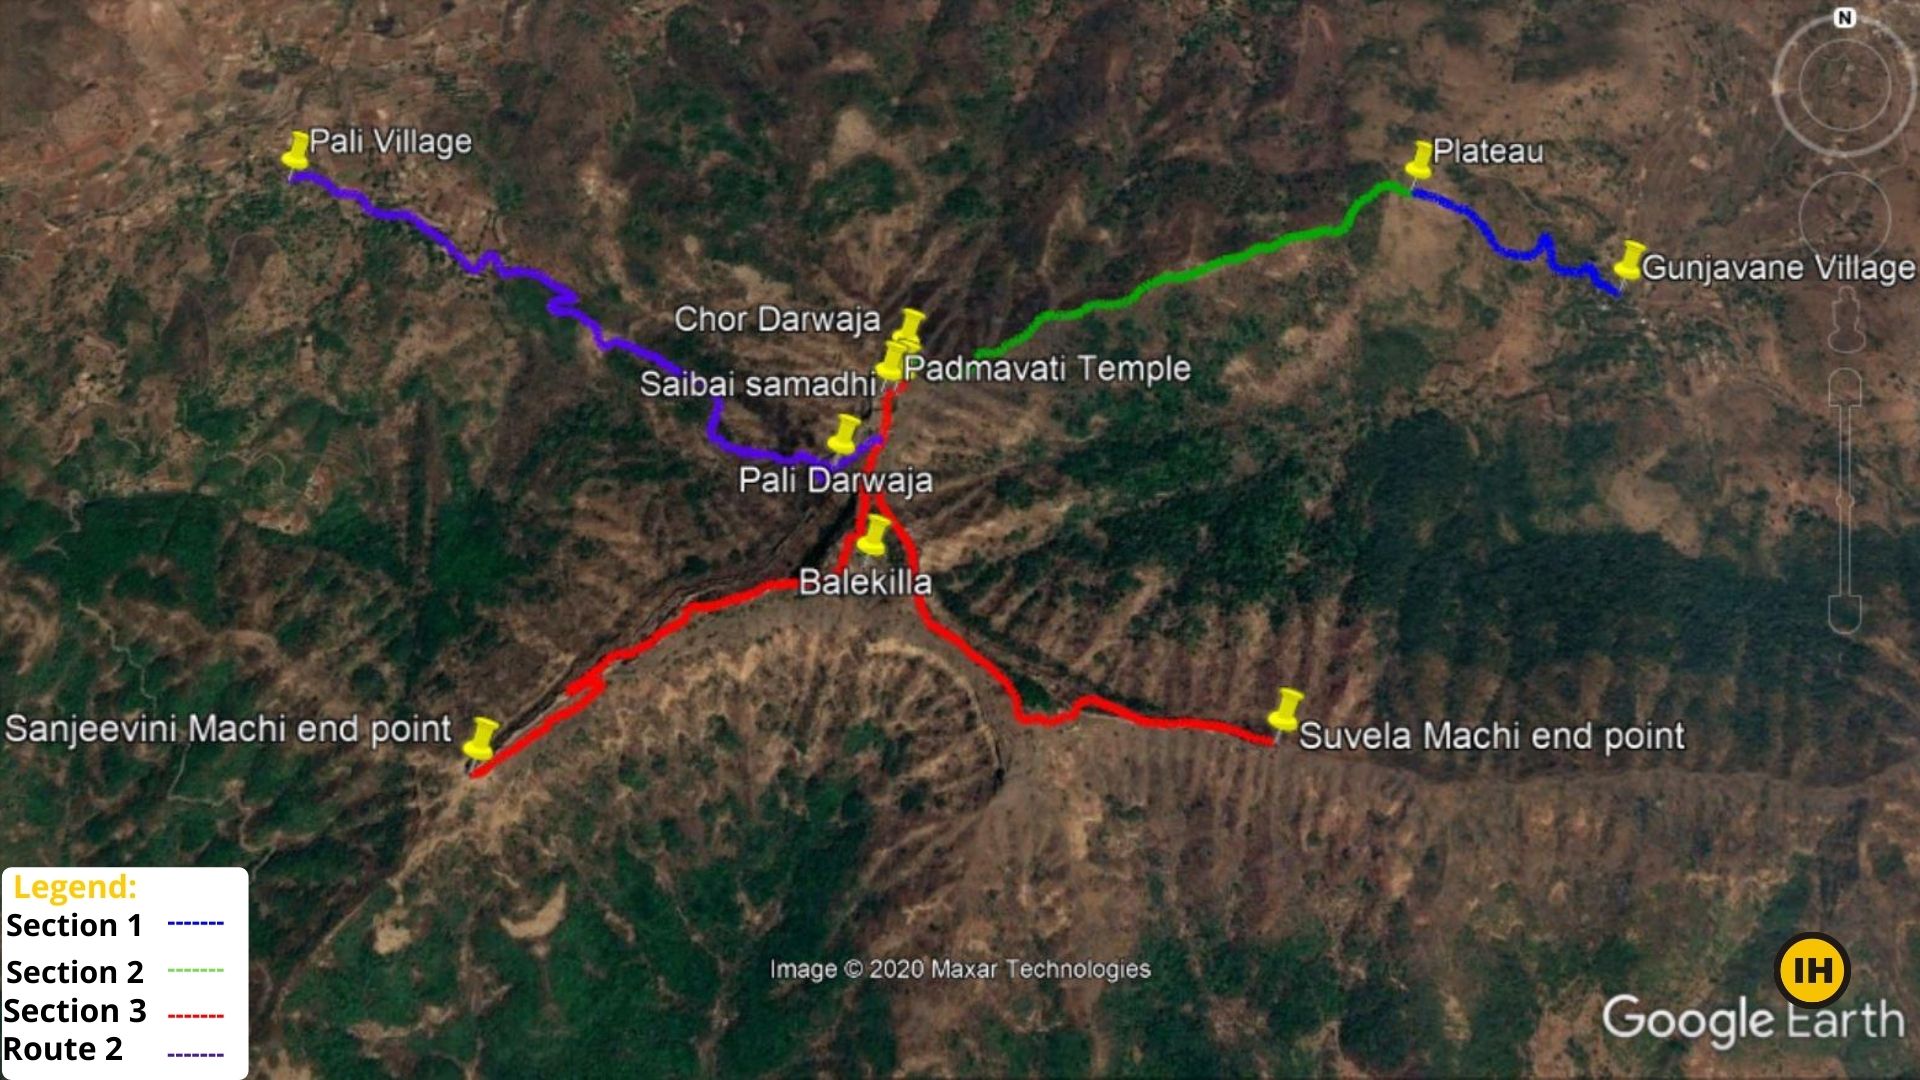 N
Pali Village
Plateau
Gunjavane Village
Chor Darwaja
Padmavati Temple
Saibai samadhi
Pali Darwaja
Balekilla
Sanjeevini Machi end point
Suvela Machi end point
Legend:
Section 1
Section 2
Section 3
Route 2
Image © 2020 Maxar Technologies
IH
Google Earth